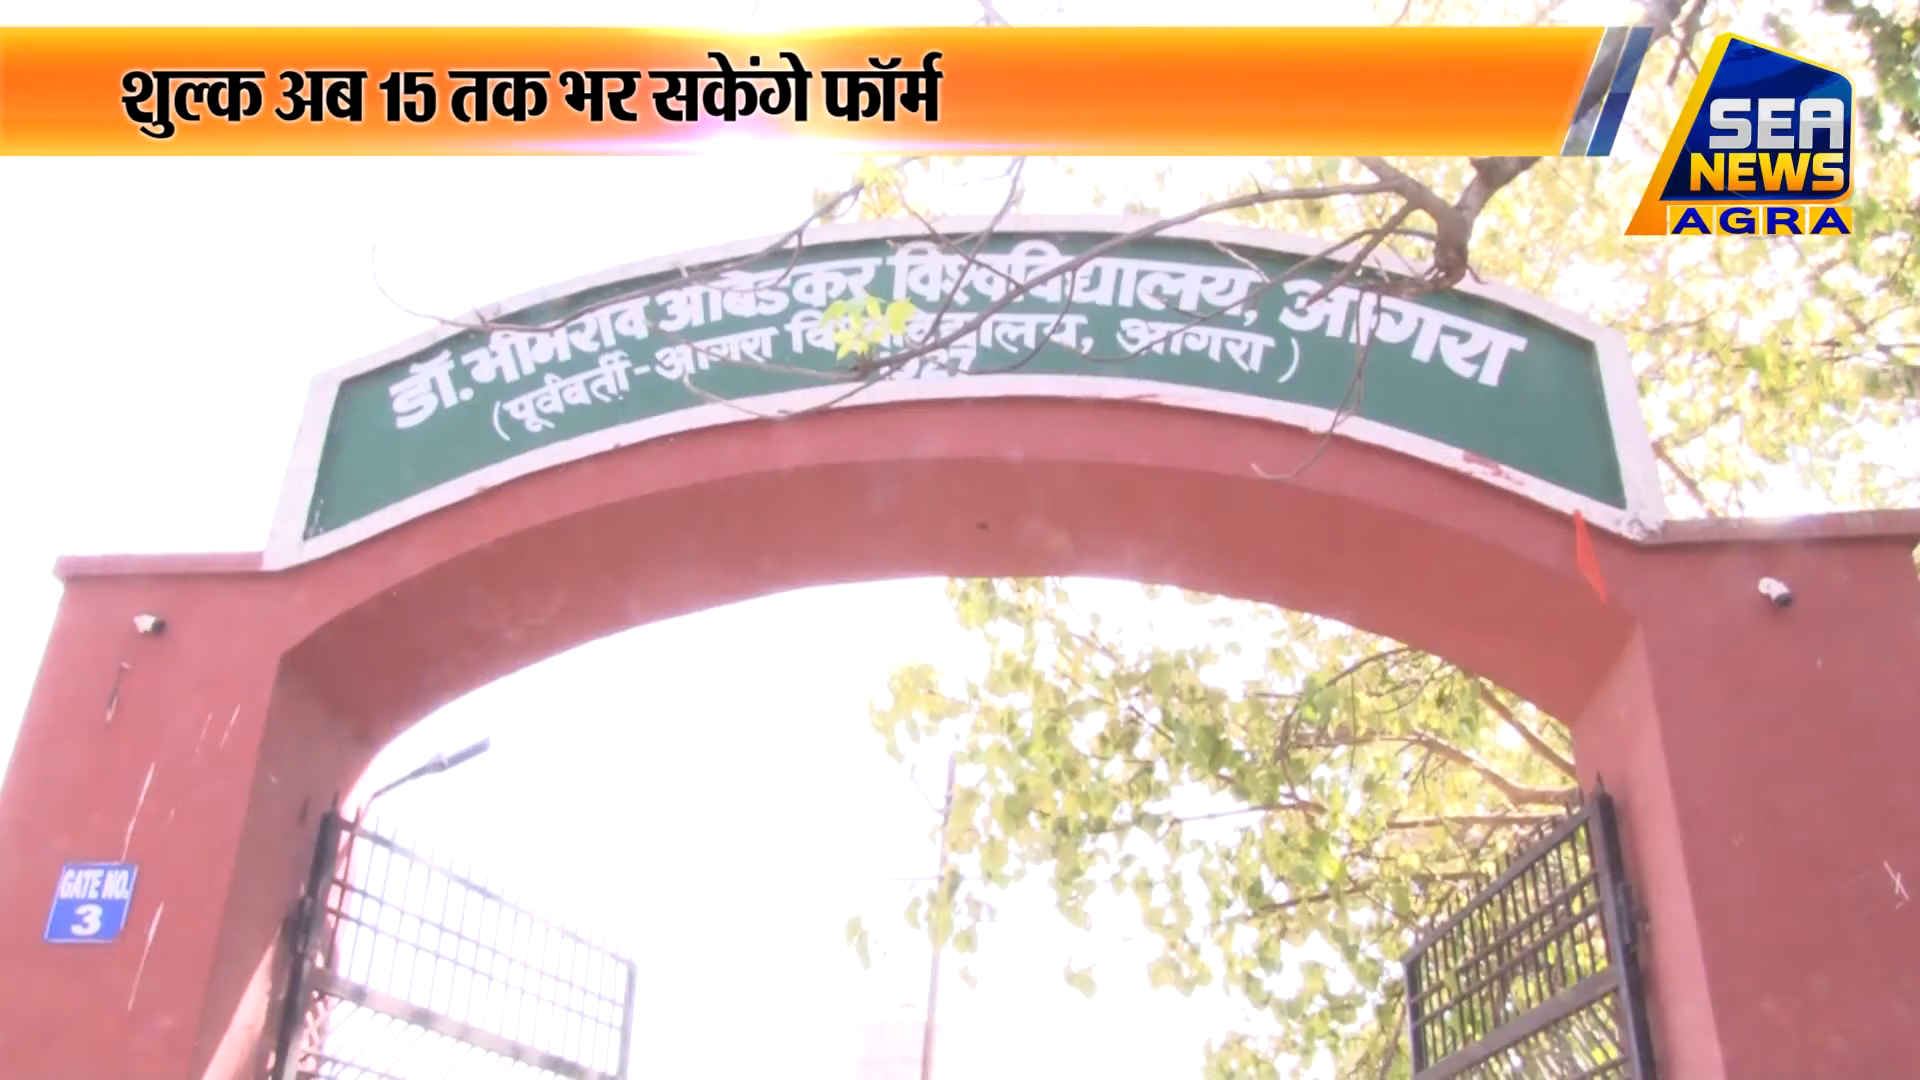 शुल्क अब 15 तक भर सकेंगे फॉर्म
SEA
NEWS
AGRA
डॉ. भीमराव आंबेडकर विश्वविद्यालय, आगरा
(पूर्ववर्ती-आगरा विश्वविद्यालय, आगरा)
GATE NO.
3